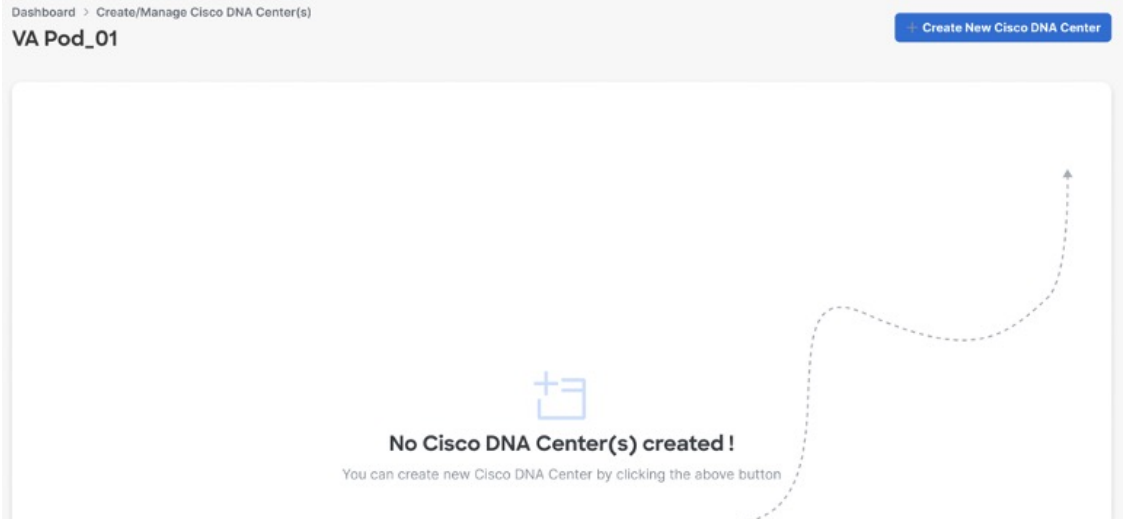 Dashboard > Create/Manage Cisco DNA Center(s)
VA Pod_01
+ Create New Cisco DNA Center
No Cisco DNA Center(s) created !
You can create new Cisco DNA Center by clicking the above button